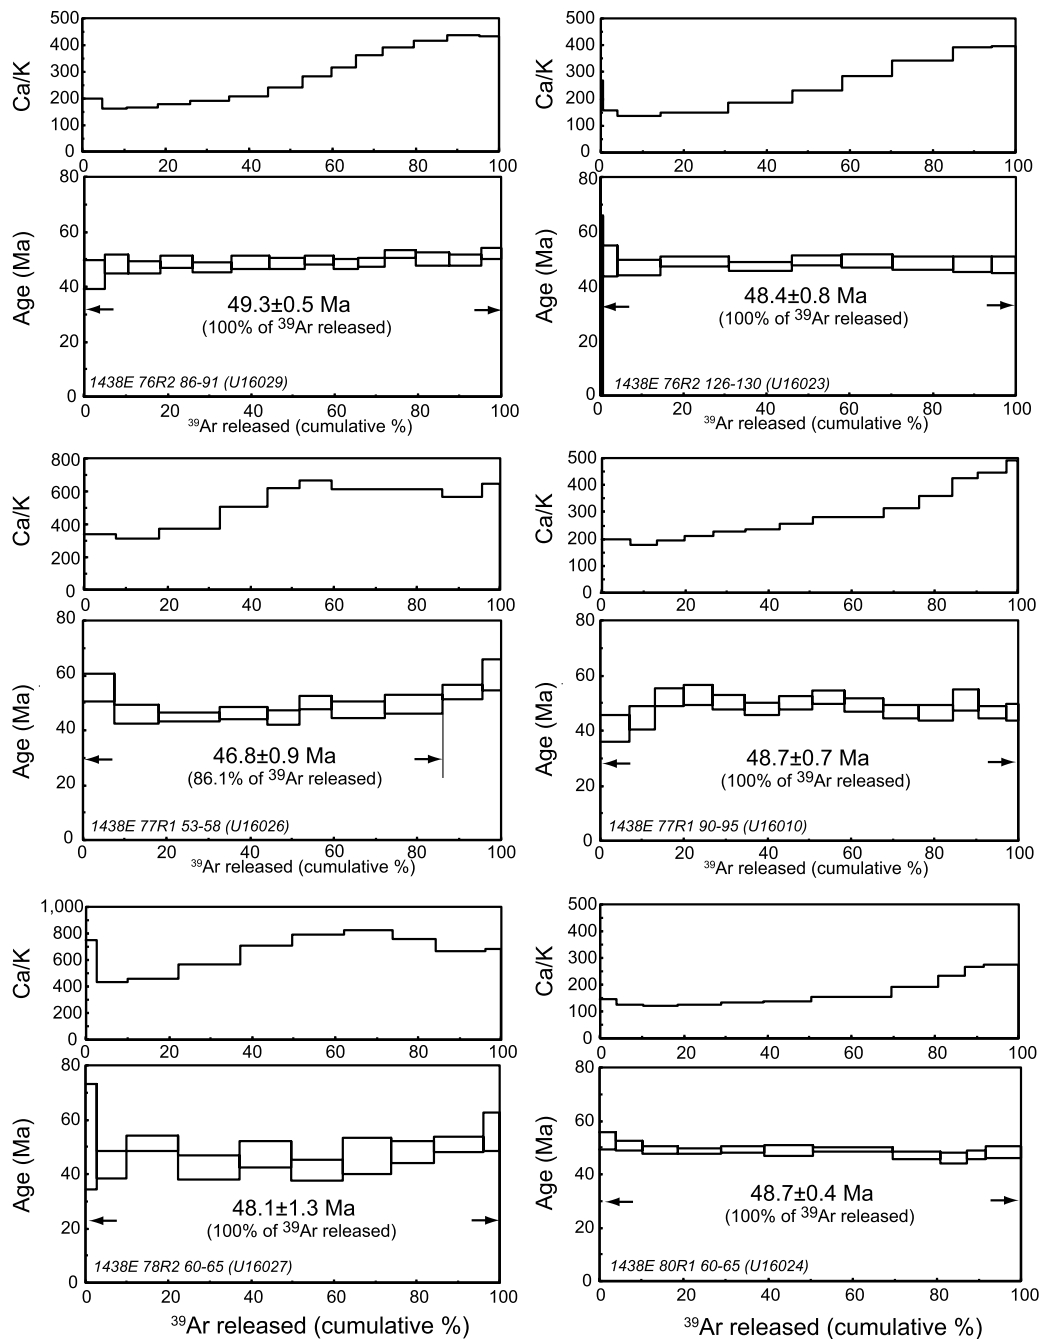 500
400
300
200
100
0
Ca/K
0 20 40 60 80 100
80
60
40
20
0
Age (Ma)
49.3±0.5 Ma
(100% of ³⁹Ar released)
1438E 76R2 86-91 (U16029)
0 20 40 60 80 100
³⁹Ar released (cumulative %)
500
400
300
200
100
0
Ca/K
0 20 40 60 80 100
80
60
40
20
0
Age (Ma)
48.4±0.8 Ma
(100% of ³⁹Ar released)
1438E 76R2 126-130 (U16023)
0 20 40 60 80 100
³⁹Ar released (cumulative %)
800
600
400
200
0
Ca/K
0 20 40 60 80 100
80
60
40
20
0
Age (Ma)
46.8±0.9 Ma
(86.1% of ³⁹Ar released)
1438E 77R1 53-58 (U16026)
0 20 40 60 80 100
³⁹Ar released (cumulative %)
500
400
300
200
100
0
Ca/K
0 20 40 60 80 100
80
60
40
20
0
Age (Ma)
48.7±0.7 Ma
(100% of ³⁹Ar released)
1438E 77R1 90-95 (U16010)
0 20 40 60 80 100
³⁹Ar released (cumulative %)
1,000
800
600
400
200
0
Ca/K
0 20 40 60 80 100
80
60
40
20
0
Age (Ma)
48.1±1.3 Ma
(100% of ³⁹Ar released)
1438E 78R2 60-65 (U16027)
0 20 40 60 80 100
³⁹Ar released (cumulative %)
500
400
300
200
100
0
Ca/K
0 20 40 60 80 100
80
60
40
20
0
Age (Ma)
48.7±0.4 Ma
(100% of ³⁹Ar released)
1438E 80R1 60-65 (U16024)
0 20 40 60 80 100
³⁹Ar released (cumulative %)